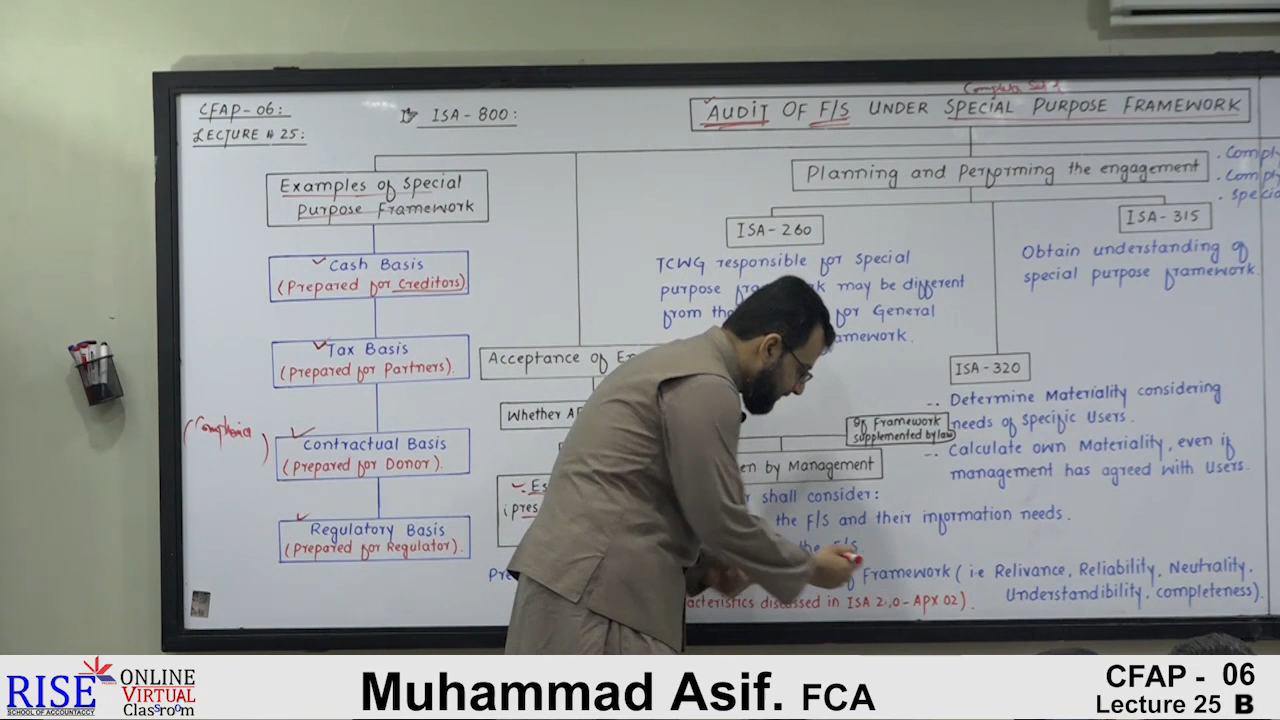 CFAP-06:
LECTURE # 25:
ISA-800:
Complete Set of
AUDIT OF F/S UNDER SPECIAL PURPOSE FRAMEWORK
Examples of Special
Purpose Framework
Cash Basis
(Prepared for Creditors)
Tax Basis
(Prepared for Partners).
Contractual Basis
(Prepared for Donor).
Regulatory Basis
(Prepared for Regulator).
Acceptance of
Whether
Planning and Performing the engagement
. Comply
. Comply
. Special
ISA-260
TCWG responsible for special
purpose may be different
from for General
ISA-315
Obtain understanding of
special purpose framework.
ISA-320
-. Determine Materiality considering
needs of Specific Users.
-. Calculate own Materiality, even if
management has agreed with Users.
If Framework
supplemented by law
by Management
shall consider:
the F/S and their information needs.
the F/S
Framework (i.e Relivance, Reliability, Neutrality,
Understandibility, completeness).
discussed in ISA 210-APX 02).
RISE
SCHOOL OF ACCOUNTANCY
ONLINE
VIRTUAL
Classroom
Muhammad Asif. FCA
CFAP - 06
Lecture 25 B